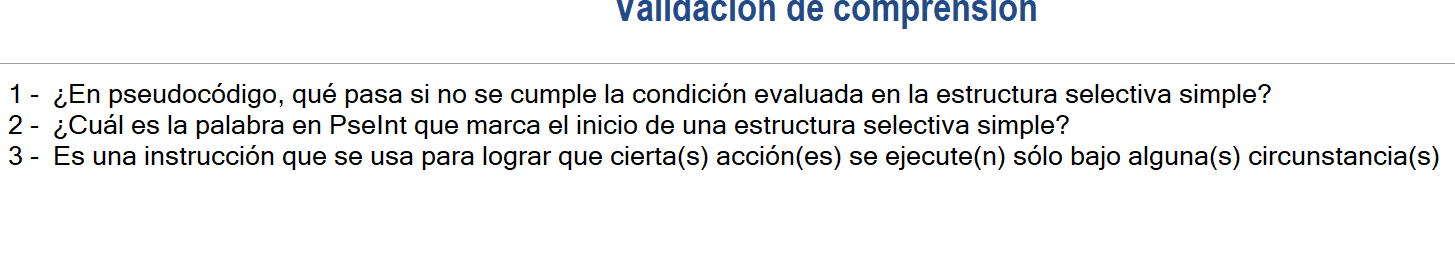 Validación de comprensión
1 - ¿En pseudocódigo, qué pasa si no se cumple la condición evaluada en la estructura selectiva simple?
2 - ¿Cuál es la palabra en PseInt que marca el inicio de una estructura selectiva simple?
3 - Es una instrucción que se usa para lograr que cierta(s) acción(es) se ejecute(n) sólo bajo alguna(s) circunstancia(s)